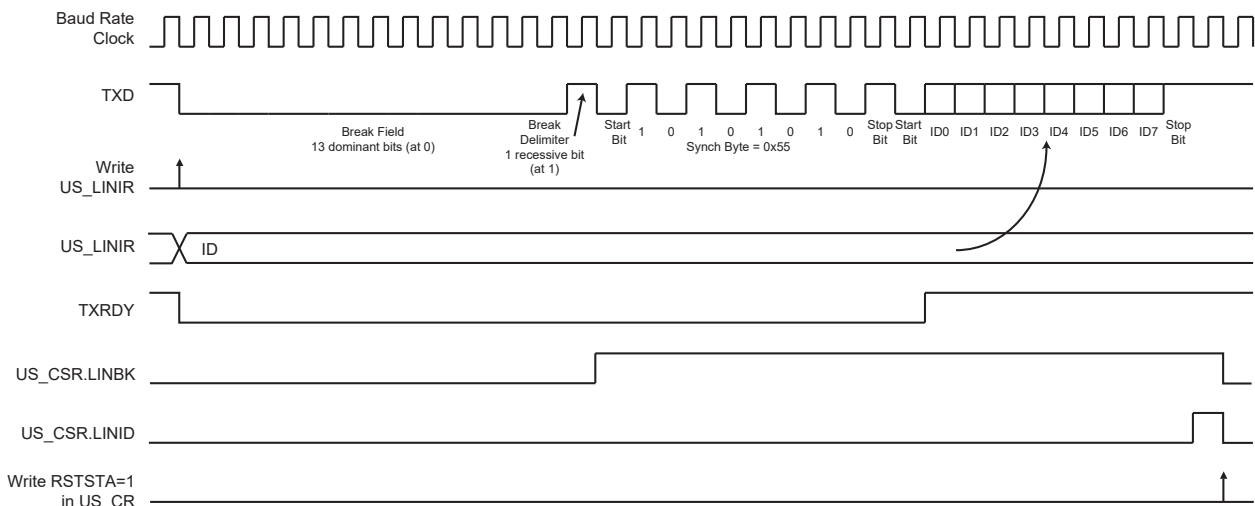 Baud Rate
Clock
TXD
Break Field
13 dominant bits (at 0)
Break
Delimiter
1 recessive bit
(at 1)
Start
Bit
1 0 1 0 1 0 1 0
Synch Byte = 0x55
Stop
Bit
Start
Bit
ID0 ID1 ID2 ID3 ID4 ID5 ID6 ID7
Stop
Bit
Write
US_LINIR
US_LINIR
ID
TXRDY
US_CSR.LINBK
US_CSR.LINID
Write RSTSTA=1
in US_CR